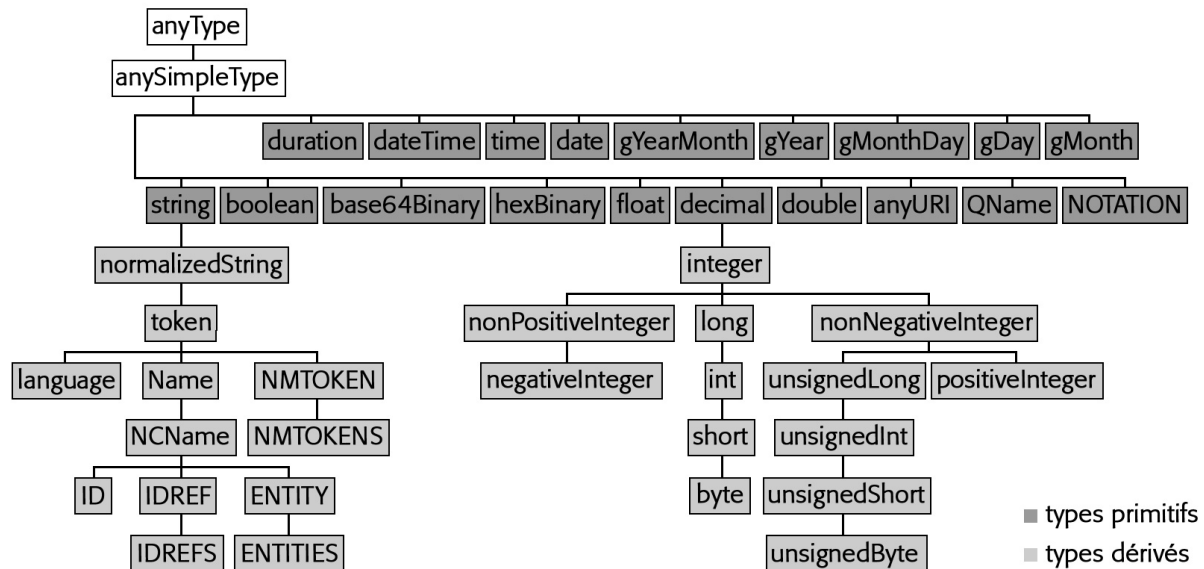 anyType
anySimpleType
duration dateTime time date gYearMonth gYear gMonthDay gDay gMonth
string boolean base64Binary hexBinary float decimal double anyURI QName NOTATION
normalizedString integer
token nonPositiveInteger long nonNegativeInteger
language Name NMTOKEN negativeInteger int unsignedLong positiveInteger
NCName NMTOKENS short unsignedInt
ID IDREF ENTITY byte unsignedShort
types primitifs
IDREFS ENTITIES unsignedByte
types dérivés